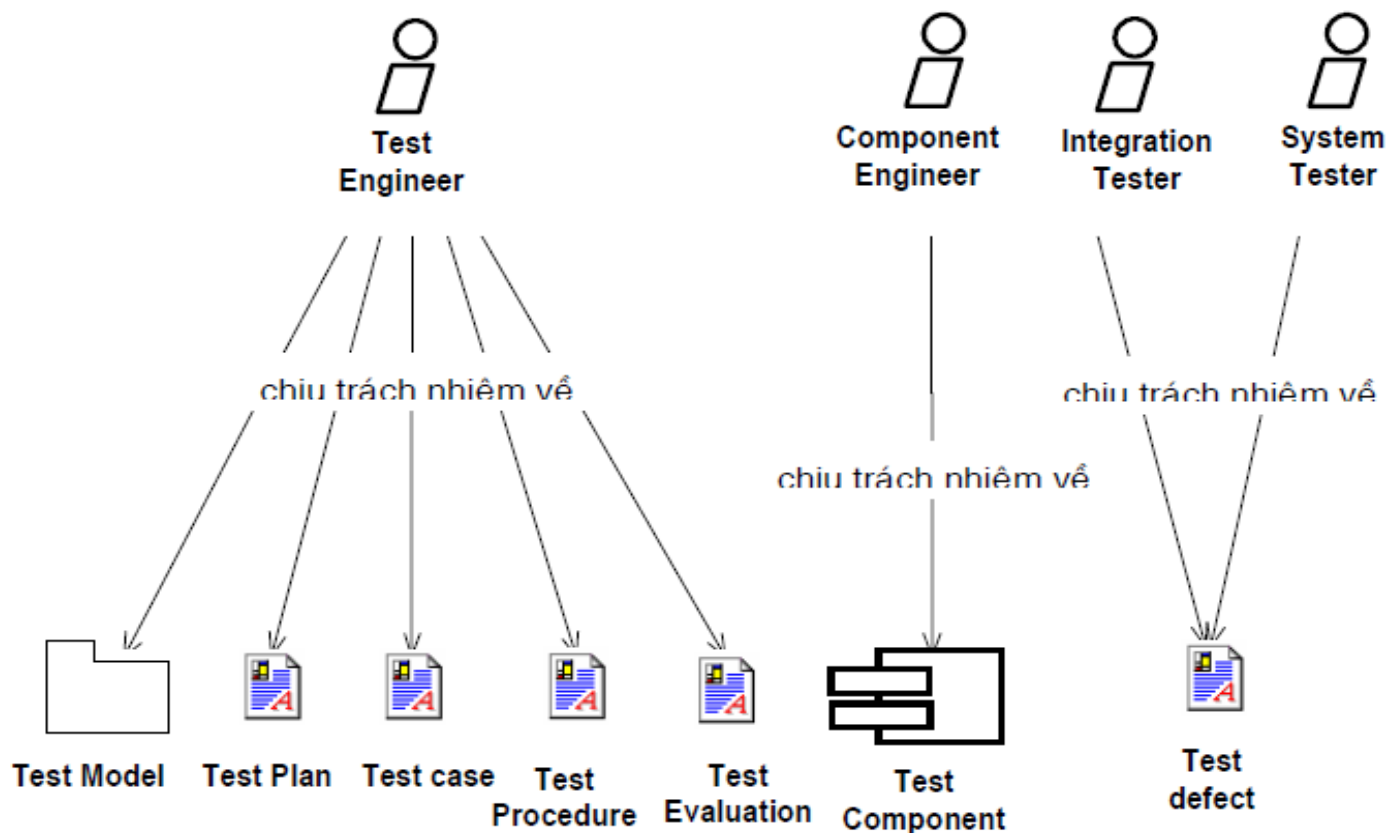 Test
Engineer
Component
Engineer
Integration
Tester
System
Tester
chịu trách nhiệm về
chịu trách nhiệm về
chịu trách nhiệm về
Test Model
Test Plan
Test case
Test
Procedure
Test
Evaluation
Test
Component
Test
defect